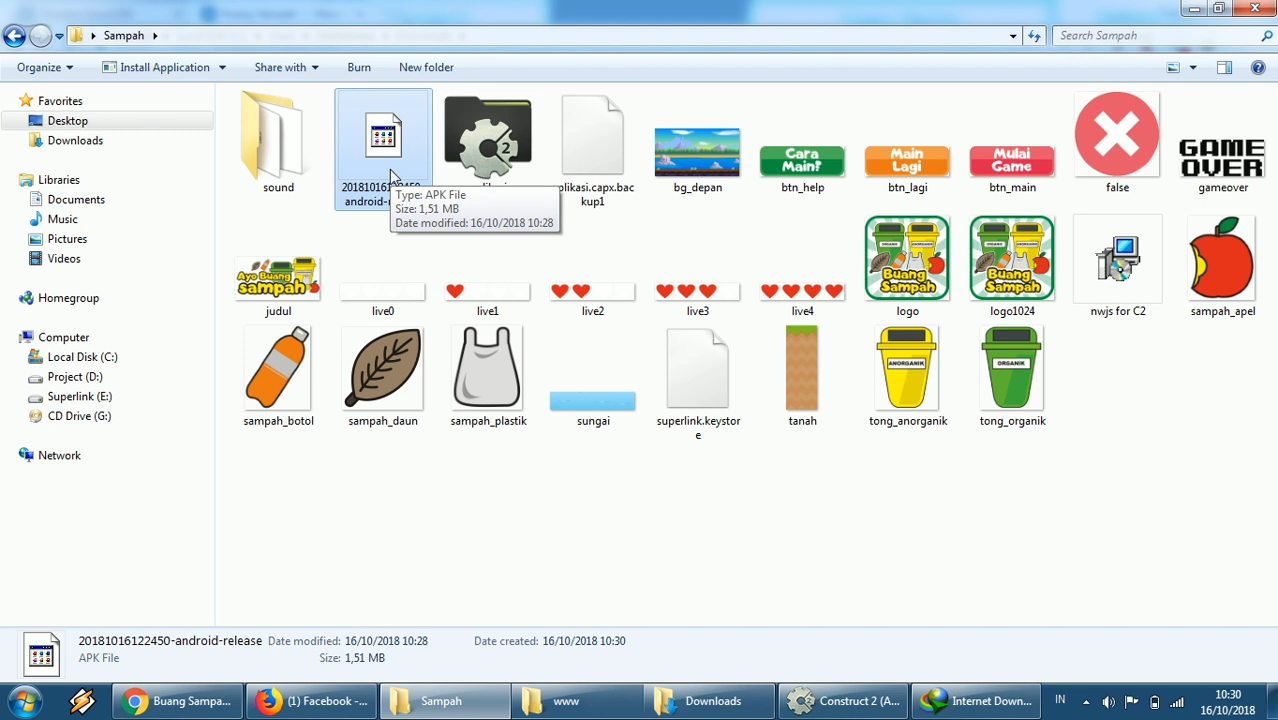 Sampah
Search Sampah
Organize
Install Application
Share with
Burn
New folder
Favorites
Desktop
Downloads
Libraries
Documents
Music
Pictures
Videos
Homegroup
Computer
Local Disk (C:)
Project (D:)
Superlink (E:)
CD Drive (G:)
Network
sound
Type: APK File
Size: 1,51 MB
Date modified: 16/10/2018 10:28
2
plikasi.capx.bac
kup1
bg_depan
Cara
Main?
btn_help
Main
Lagi
btn_lagi
Mulai
Game
btn_main
false
GAME
OVER
gameover
Ayo Buang
sampah
judul
live0
live1
live2
live3
live4
ORGANIK
ANORGANIK
Buang
Sampah
logo
ORGANIK
ANORGANIK
Buang
Sampah
logo1024
nwjs for C2
sampah_apel
sampah_botol
sampah_daun
sampah_plastik
sungai
superlink.keystor
e
tanah
ANORGANIK
tong_anorganik
ORGANIK
tong_organik
20181016122450-android-release
Date modified: 16/10/2018 10:28
Date created: 16/10/2018 10:30
APK File
Size: 1,51 MB
Buang Sampa...
(1) Facebook -...
Sampah
www
Downloads
Construct 2 (A...
Internet Down...
IN
10:30
16/10/2018